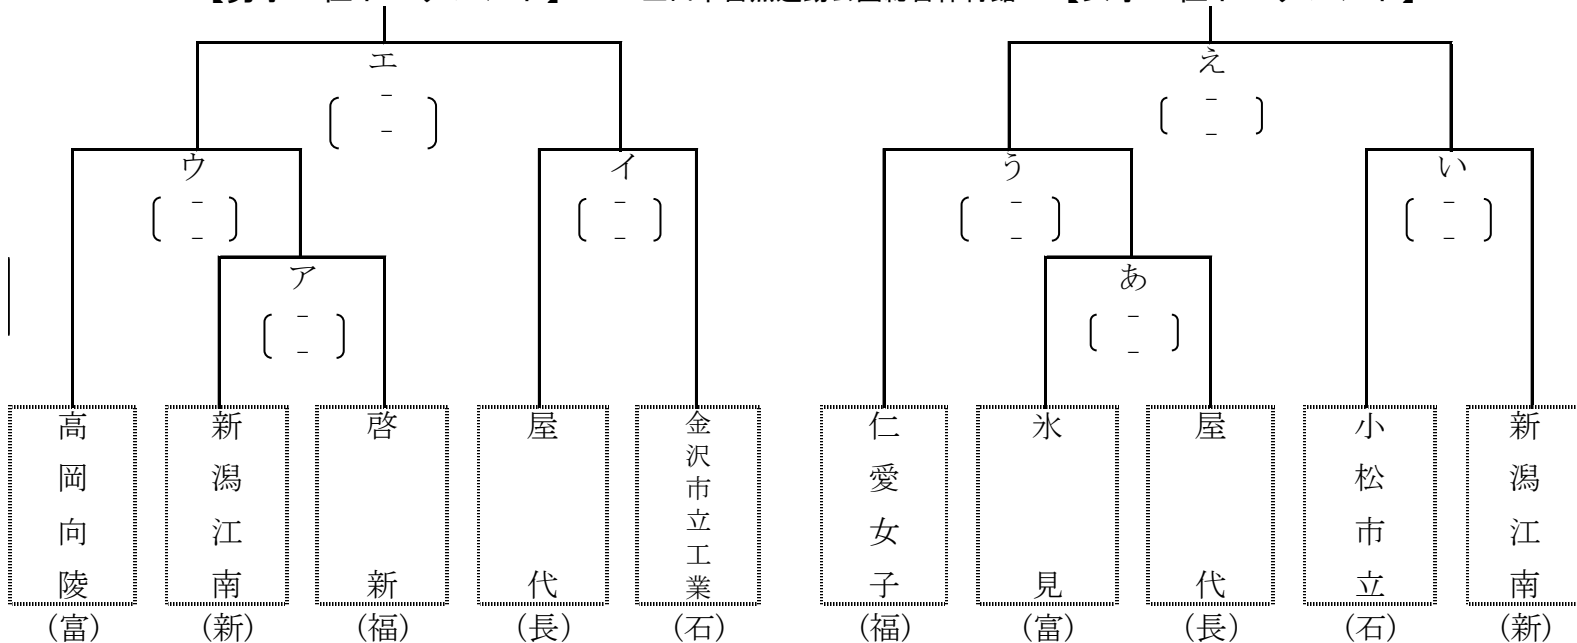 エ
え
〔 － － 〕
〔 － － 〕
ウ
イ
う
い
〔 － － 〕
〔 － － 〕
〔 － － 〕
〔 － － 〕
ア
あ
〔 － － 〕
〔 － － 〕
高岡向陵
新潟江南
啓新
屋代
金沢市立工業
仁愛女子
氷見
屋代
小松市立
新潟江南
（富）
（新）
（福）
（長）
（石）
（福）
（富）
（長）
（石）
（新）